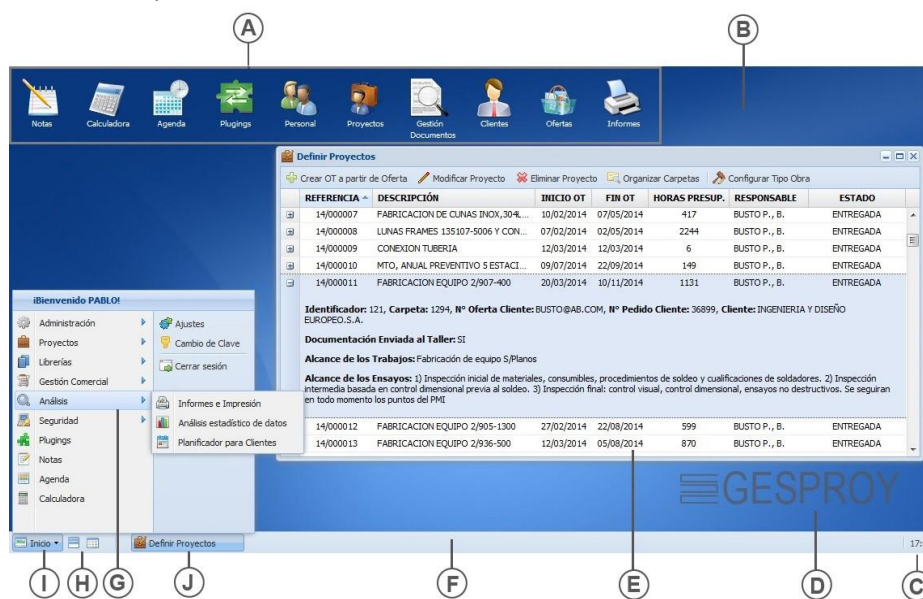 A
B
Notas Calculadora Agenda Plugings Personal Proyectos Gestión Documentos Clientes Ofertas Informes
Definir Proyectos
Crear OT a partir de Oferta Modificar Proyecto Eliminar Proyecto Organizar Carpetas Configurar Tipo Obra
REFERENCIA DESCRIPCIÓN INICIO OT FIN OT HORAS PRESUP. RESPONSABLE ESTADO
14/000007 FABRICACION DE CUNAS INOX,304L... 10/02/2014 07/05/2014 417 BUSTO P., B. ENTREGADA
14/000008 LUNAS FRAMES 135107-5006 Y CON... 07/02/2014 02/05/2014 2244 BUSTO P., B. ENTREGADA
14/000009 CONEXION TUBERIA 12/03/2014 12/03/2014 6 BUSTO P., B. ENTREGADA
14/000010 MTO, ANUAL PREVENTIVO 5 ESTACI... 09/07/2014 22/09/2014 149 BUSTO P., B. ENTREGADA
14/000011 FABRICACION EQUIPO 2/907-400 20/03/2014 10/11/2014 1131 BUSTO P., B. ENTREGADA
Identificador: 121, Carpeta: 1294, Nº Oferta Cliente: BUSTO@AB.COM, Nº Pedido Cliente: 36899, Cliente: INGENIERIA Y DISEÑO
EUROPEO.S.A.
Documentación Enviada al Taller: SI
Alcance de los Trabajos: Fabricación de equipo S/Planos
Alcance de los Ensayos: 1) Inspección inicial de materiales, consumibles, procedimientos de soldeo y cualificaciones de soldadores. 2) Inspección
intermedia basada en control dimensional previa al soldeo. 3) Inspección final: control visual, control dmensional, ensayos no destructivos. Se seguiran
en todo momento los puntos del PMI
14/000012 FABRICACION EQUIPO 2/905-1300 27/02/2014 22/08/2014 599 BUSTO P., B. ENTREGADA
14/000013 FABRICACION EQUIPO 2/936-500 12/03/2014 05/08/2014 870 BUSTO P., B. ENTREGADA
¡Bienvenido PABLO!
Administración
Proyectos
Librerías
Gestión Comercial
Análisis
Seguridad
Plugings
Notas
Agenda
Calculadora
Ajustes
Cambio de Clave
Cerrar sesión
Informes e Impresión
Análisis estadístico de datos
Planificador para Clientes
GESPROY
Inicio Definir Proyectos 17:
I H G J F E D C